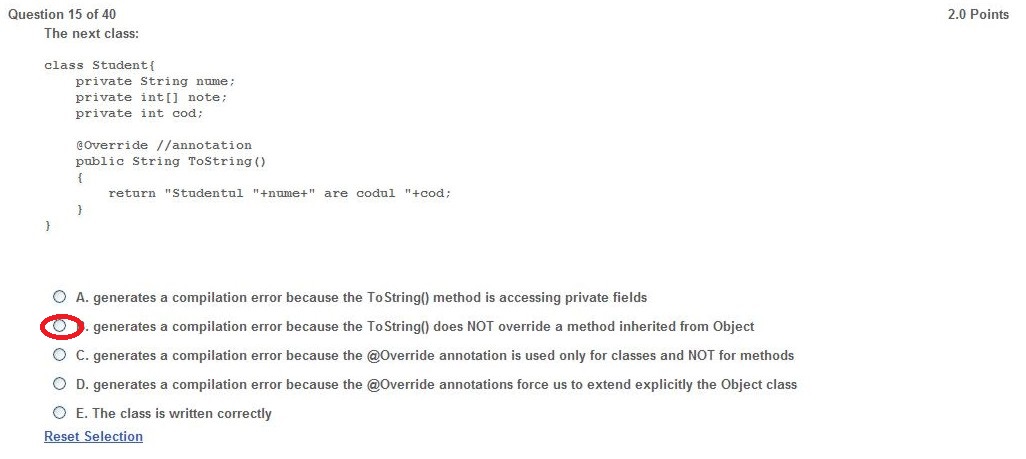 Question 15 of 40 2.0 Points
The next class:
class Student{
private String nume;
private int[] note;
private int cod;
@Override //annotation
public String ToString()
{
return "Studentul "+nume+" are codul "+cod;
}
}
A. generates a compilation error because the ToString() method is accessing private fields
. generates a compilation error because the ToString() does NOT override a method inherited from Object
C. generates a compilation error because the @Override annotation is used only for classes and NOT for methods
D. generates a compilation error because the @Override annotations force us to extend explicitly the Object class
E. The class is written correctly
Reset Selection